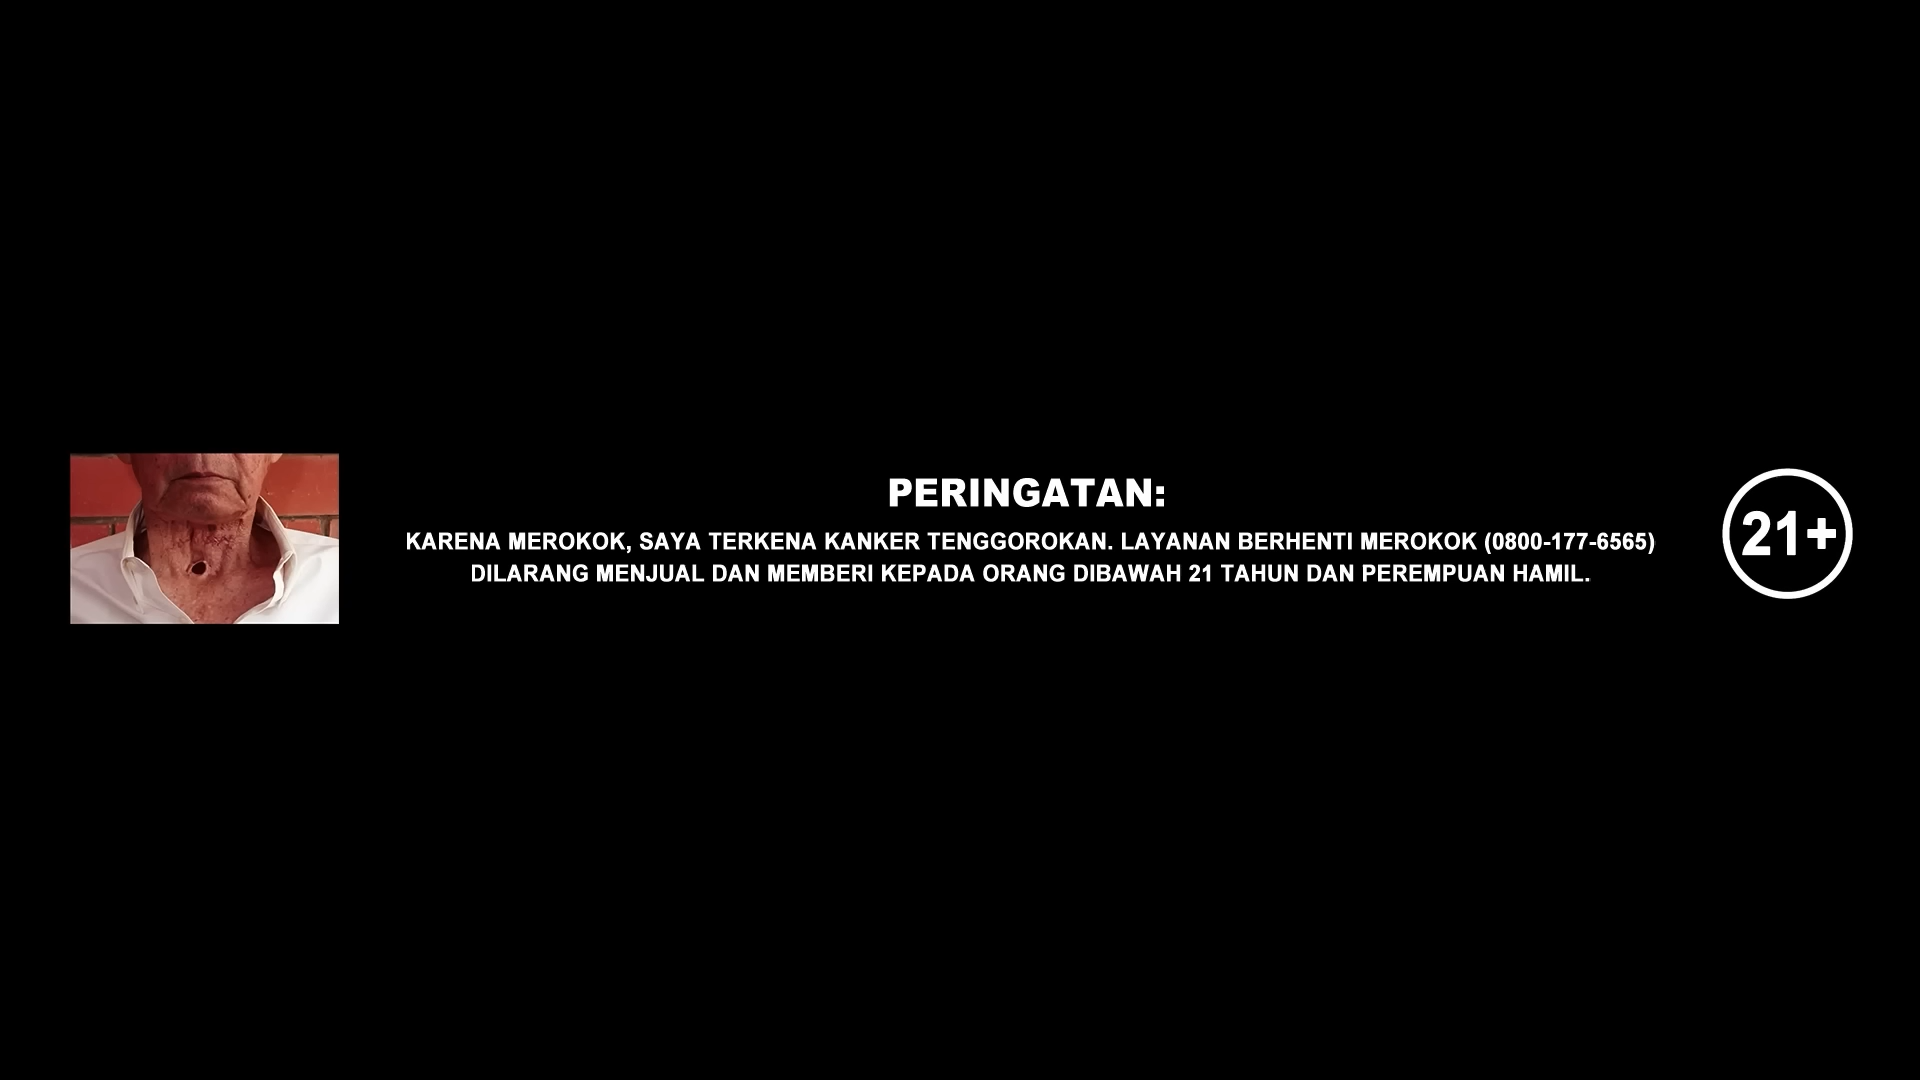 PERINGATAN:
KARENA MEROKOK, SAYA TERKENA KANKER TENGGOROKAN. LAYANAN BERHENTI MEROKOK (0800-177-6565)
DILARANG MENJUAL DAN MEMBERI KEPADA ORANG DIBAWAH 21 TAHUN DAN PEREMPUAN HAMIL.
21+